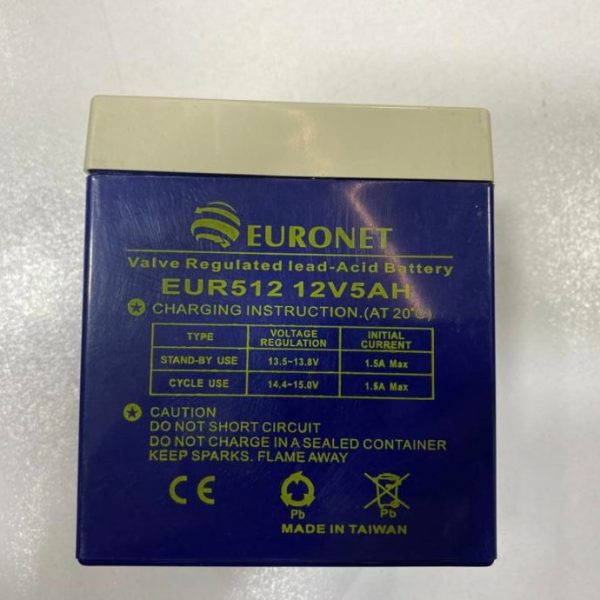 EURONET
Valve Regulated lead-Acid Battery
EUR512 12V5AH
CHARGING INSTRUCTION.(AT 20°C)
TYPE VOLTAGE REGULATION INITIAL CURRENT
STAND-BY USE 13.5~13.8V 1.5A Max
CYCLE USE 14.4~15.0V 1.5A Max
CAUTION
DO NOT SHORT CIRCUIT
DO NOT CHARGE IN A SEALED CONTAINER
KEEP SPARKS. FLAME AWAY
CE Pb Pb
MADE IN TAIWAN